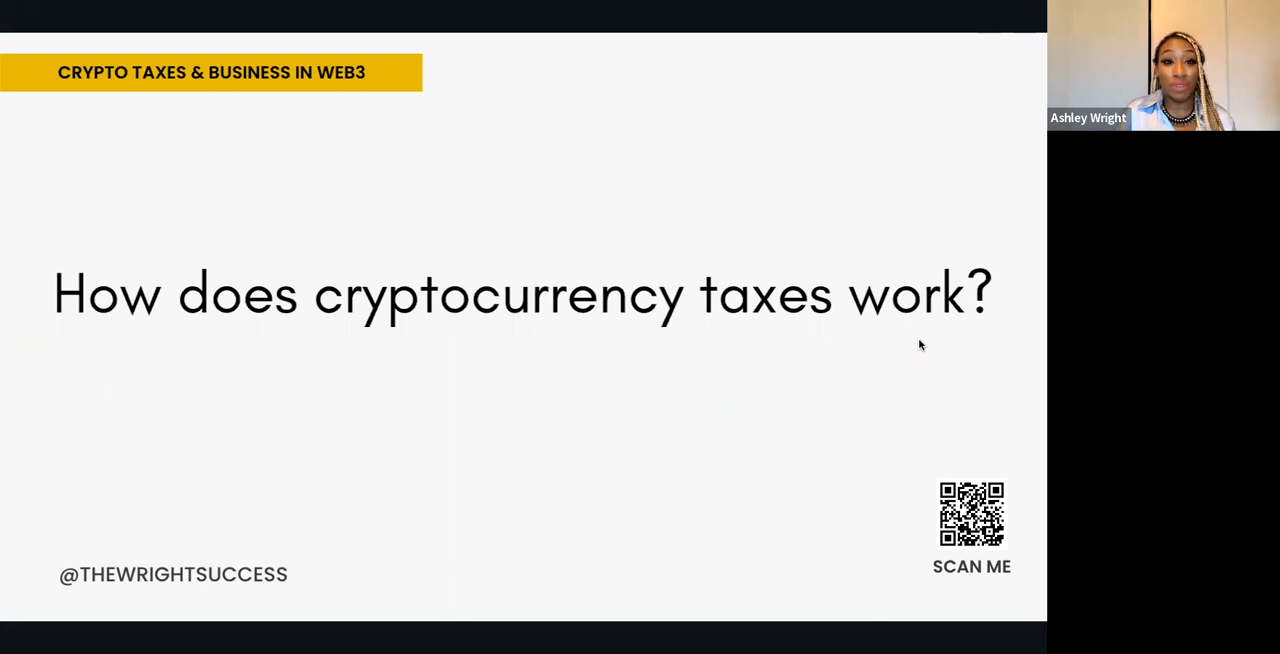 CRYPTO TAXES & BUSINESS IN WEB3
Ashley Wright
How does cryptocurrency taxes work?
SCAN ME
@THEWRIGHTSUCCESS